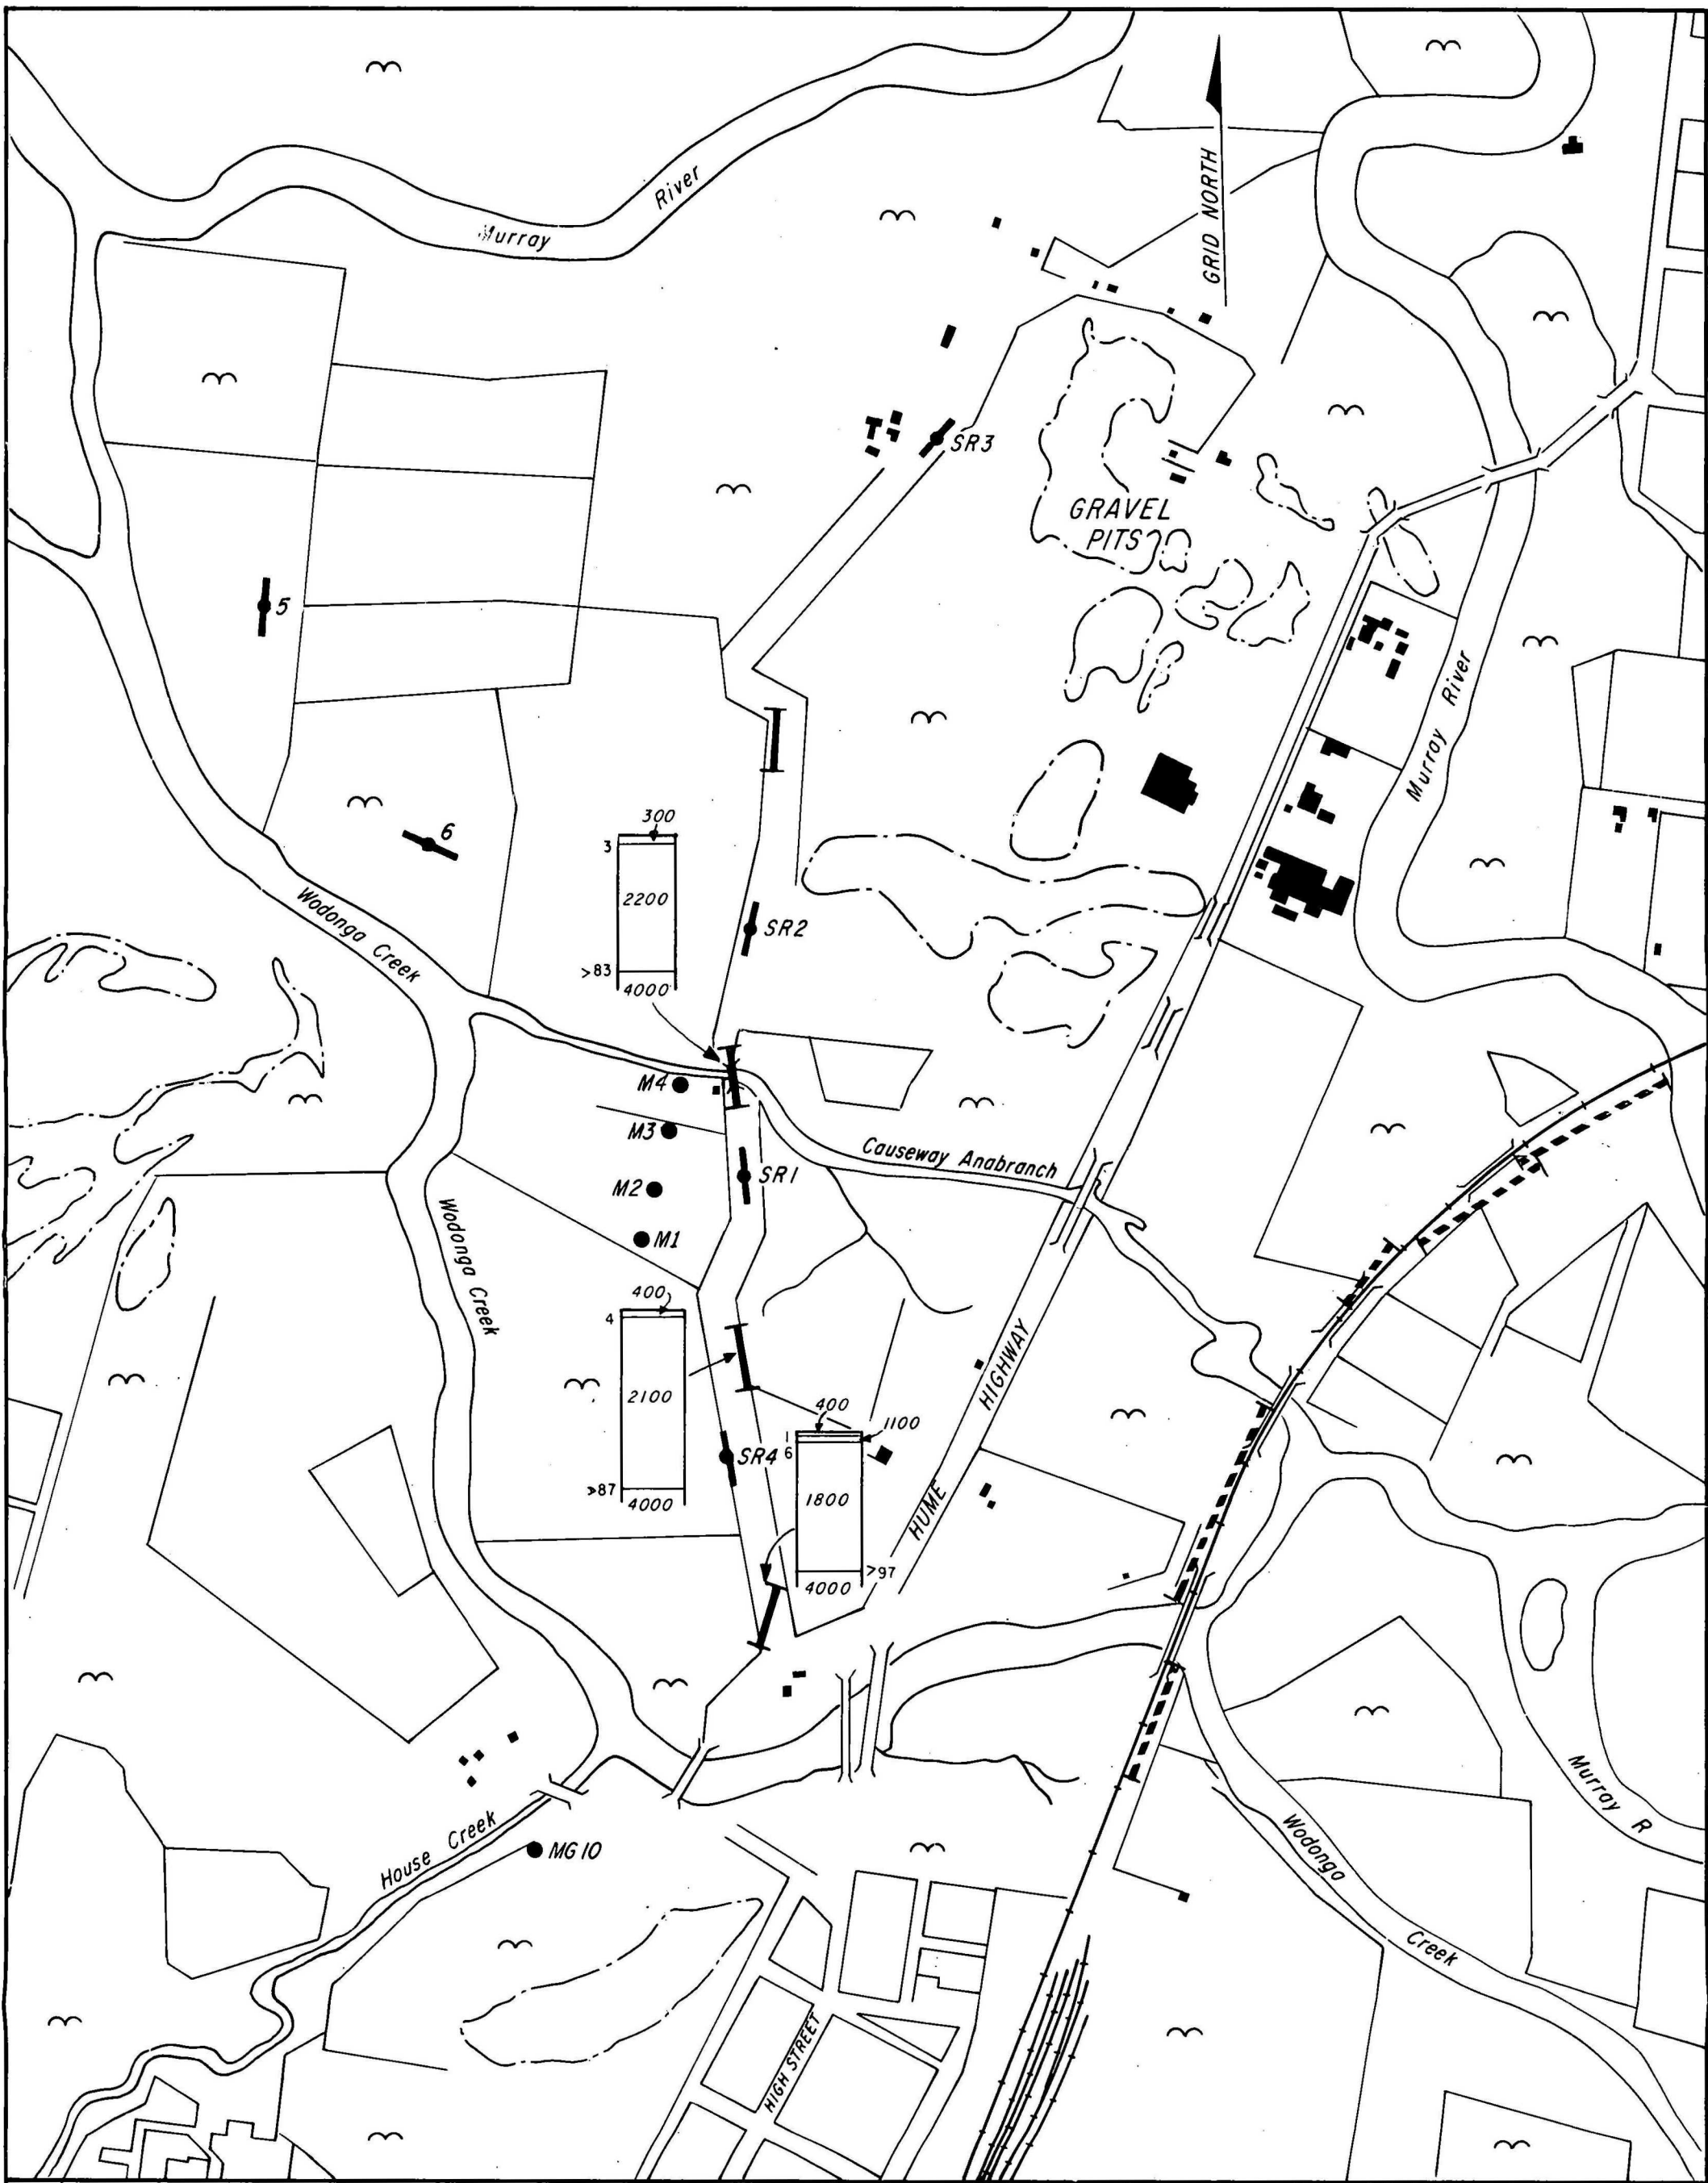 Murray
River
GRID NORTH
SR3
GRAVEL
PITS
5
Murray River
6
300
3
2200
>83
4000
SR2
Wodonga Creek
M4
M3
Causeway Anabranch
SR1
M2
M1
Wodonga Creek
400
4
2100
>87
4000
HUME HIGHWAY
400
1100
1
6
SR4
1800
>97
4000
Murray R
House Creek
MG10
Wodonga
Creek
HIGH STREET